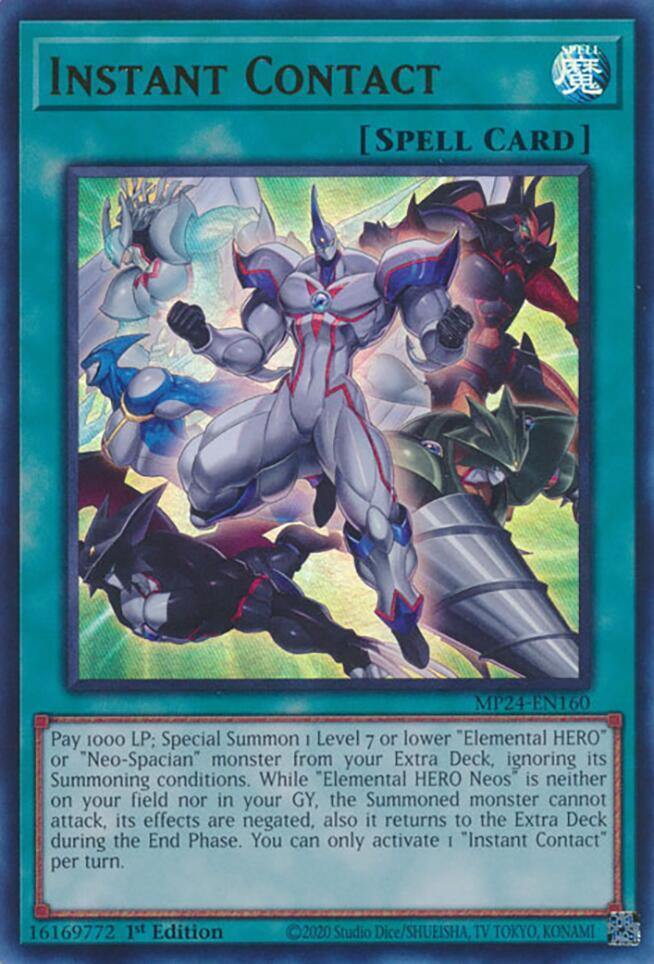 INSTANT CONTACT
SPELL
魔
[SPELL CARD]
MP24-EN160
Pay 1000 LP; Special Summon 1 Level 7 or lower "Elemental HERO"
or "Neo-Spacian" monster from your Extra Deck, ignoring its
Summoning conditions. While "Elemental HERO Neos" is neither
on your field nor in your GY, the Summoned monster cannot
attack, its effects are negated, also it returns to the Extra Deck
during the End Phase. You can only activate 1 "Instant Contact"
per turn.
16169772 1st Edition
©2020 Studio Dice/SHUEISHA, TV TOKYO, KONAMI